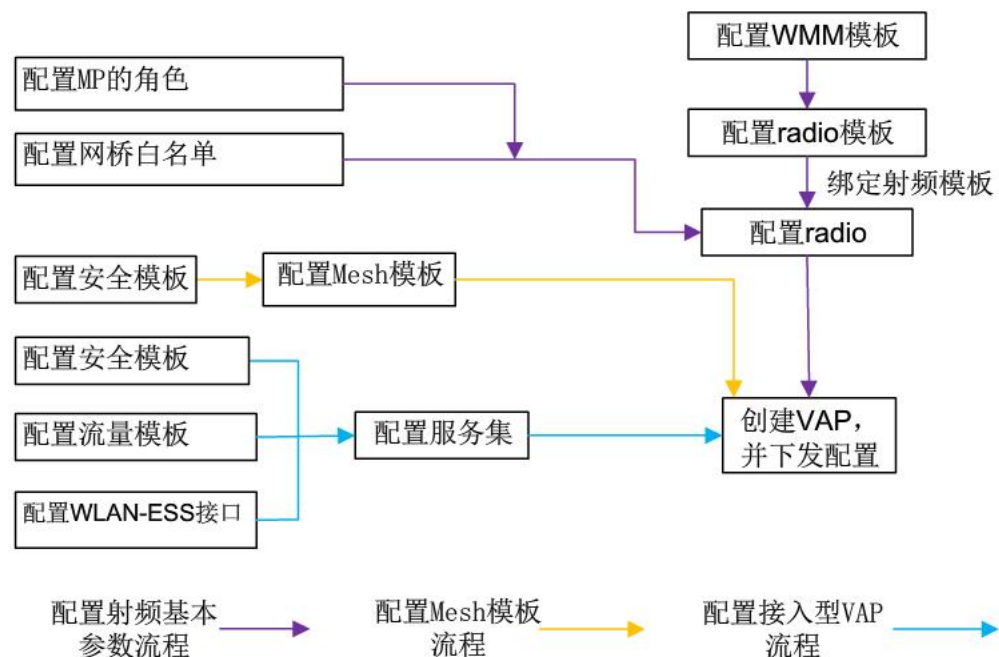 配置WMM模板
配置MP的角色
配置radio模板
配置网桥白名单
绑定射频模板
配置radio
配置安全模板
配置Mesh模板
配置安全模板
配置流量模板
配置服务集
创建VAP，
并下发配置
配置WLAN-ESS接口
配置射频基本
参数流程
配置Mesh模板
流程
配置接入型VAP
流程